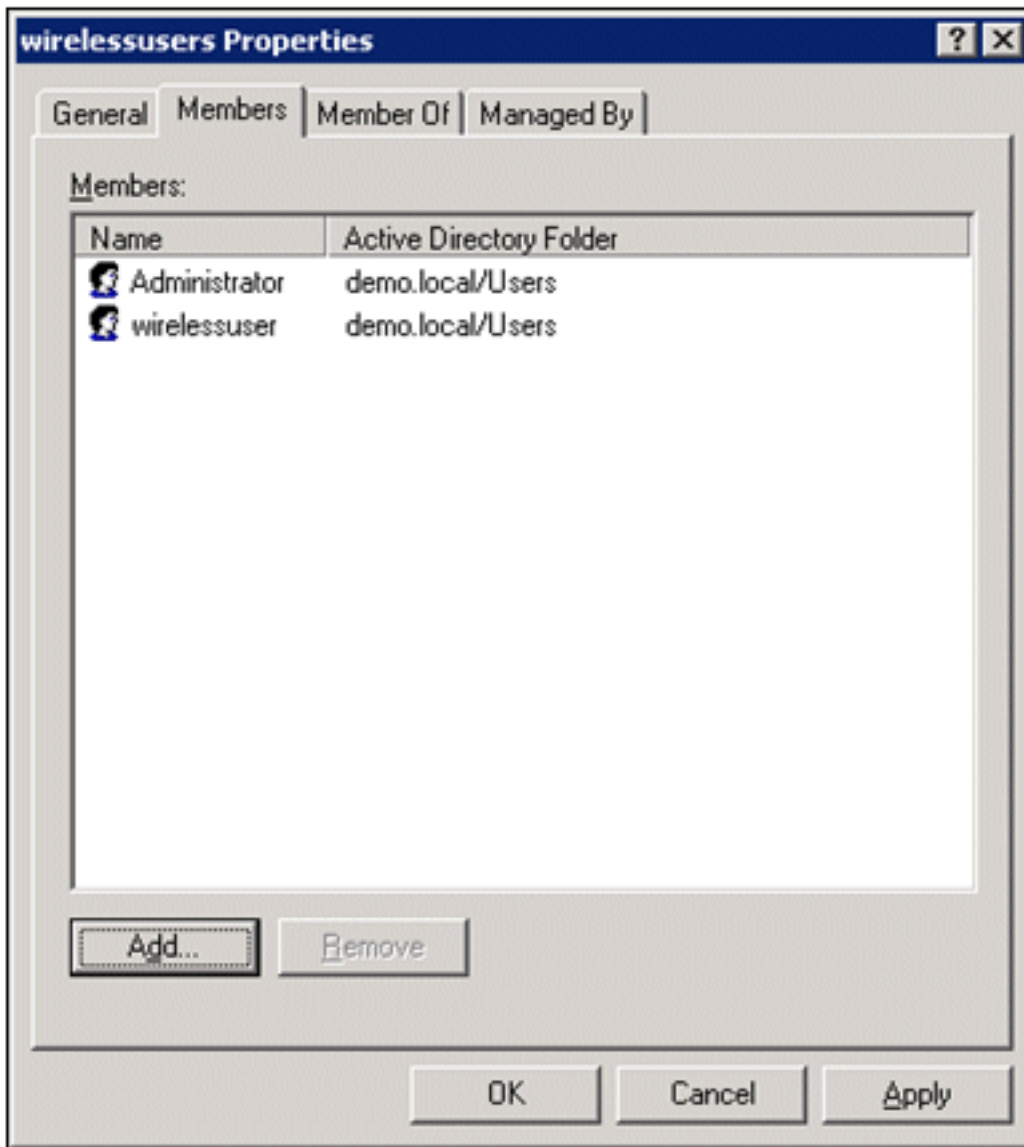 wirelessusers Properties
General Members Member Of Managed By
Members:
Name Active Directory Folder
Administrator demo.local/Users
wirelessuser demo.local/Users
Add... Remove
OK Cancel Apply